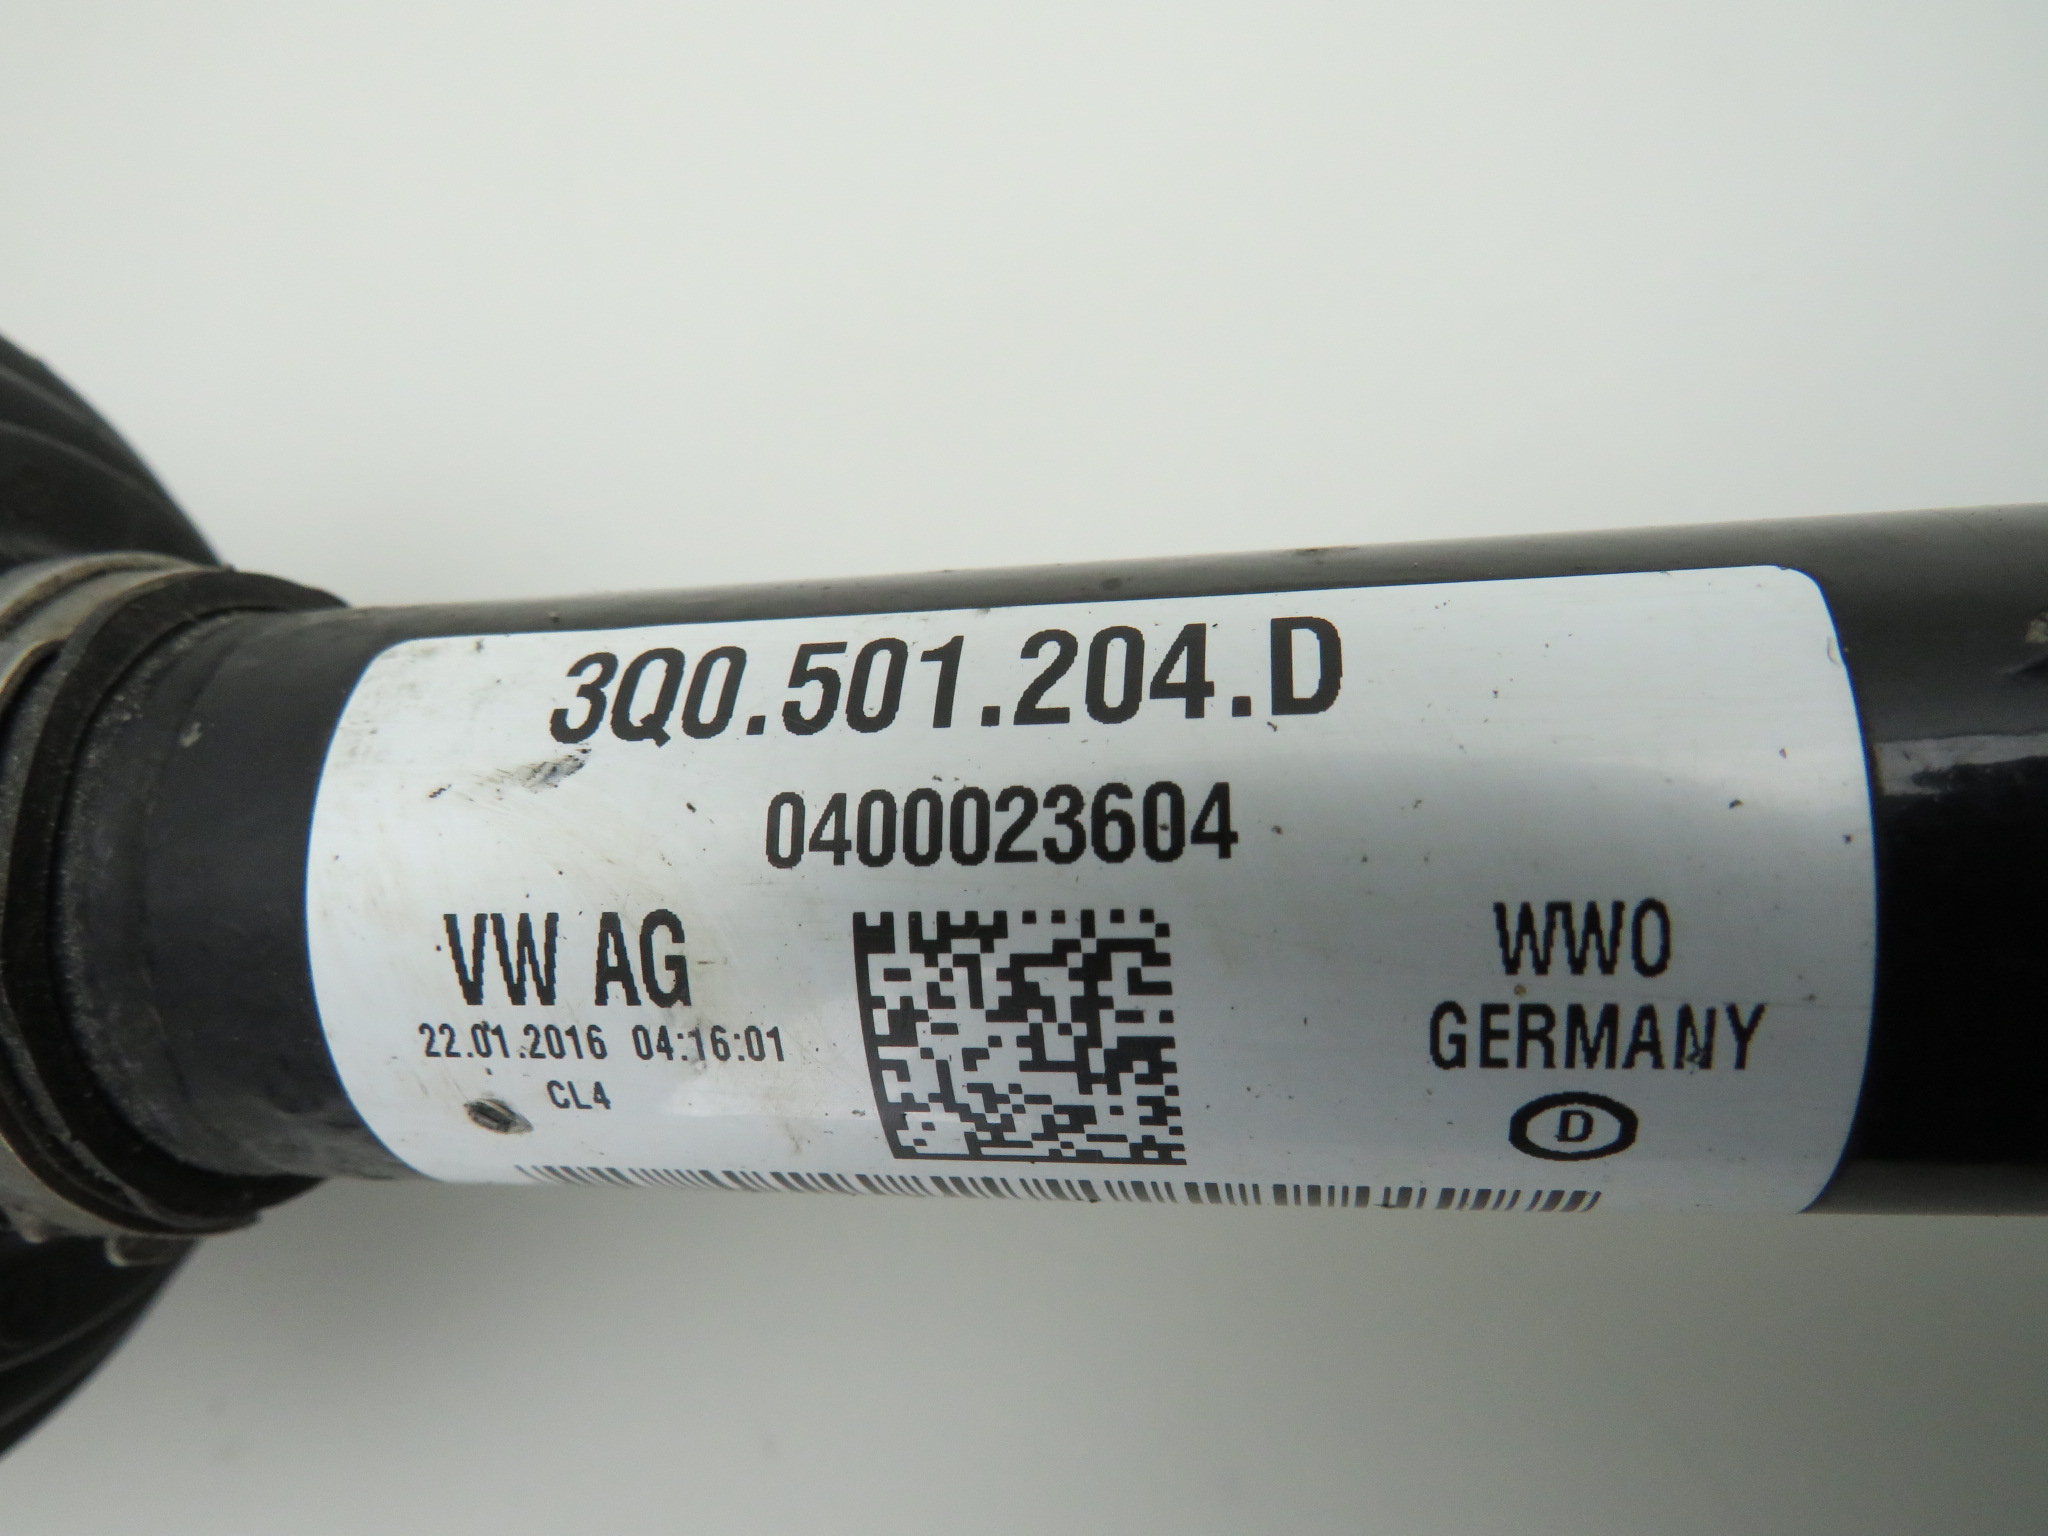 3Q0.501.204.D
0400023604
VW AG
22.01.2016 04:16:01
CL4
WWO
GERMANY
D